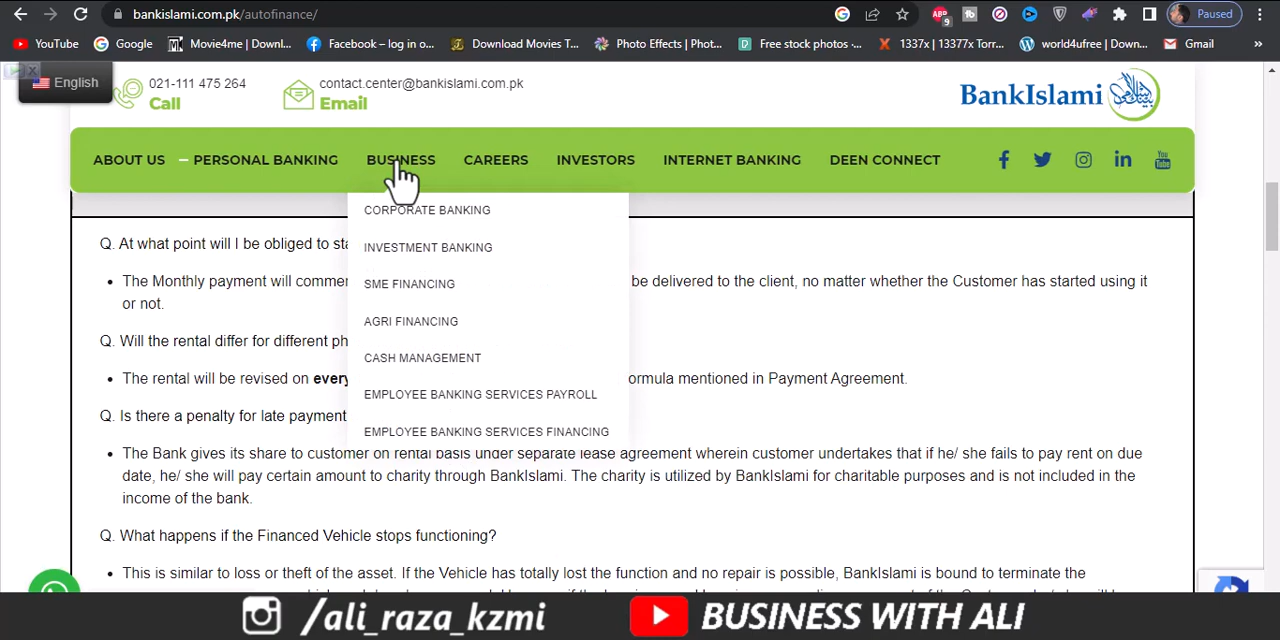 bankislami.com.pk/autofinance/
Paused
YouTube Google Movie4me | Downl... Facebook – log in o... Download Movies T... Photo Effects | Phot... Free stock photos -... 1337x | 13377x Torr... world4ufree | Down... Gmail »
English
021-111 475 264
Call
contact.center@bankislami.com.pk
Email
BankIslami
ABOUT US PERSONAL BANKING BUSINESS CAREERS INVESTORS INTERNET BANKING DEEN CONNECT
CORPORATE BANKING
INVESTMENT BANKING
SME FINANCING
AGRI FINANCING
CASH MANAGEMENT
EMPLOYEE BANKING SERVICES PAYROLL
EMPLOYEE BANKING SERVICES FINANCING
Q. At what point will I be obliged to sta
• The Monthly payment will commen be delivered to the client, no matter whether the Customer has started using it
or not.
Q. Will the rental differ for different ph
• The rental will be revised on every ormula mentioned in Payment Agreement.
Q. Is there a penalty for late payment
• The Bank gives its share to customer on rental basis under separate lease agreement wherein customer undertakes that if he/ she fails to pay rent on due
date, he/ she will pay certain amount to charity through BankIslami. The charity is utilized by BankIslami for charitable purposes and is not included in the
income of the bank.
Q. What happens if the Financed Vehicle stops functioning?
• This is similar to loss or theft of the asset. If the Vehicle has totally lost the function and no repair is possible, BankIslami is bound to terminate the
/ali_raza_kzmi BUSINESS WITH ALI